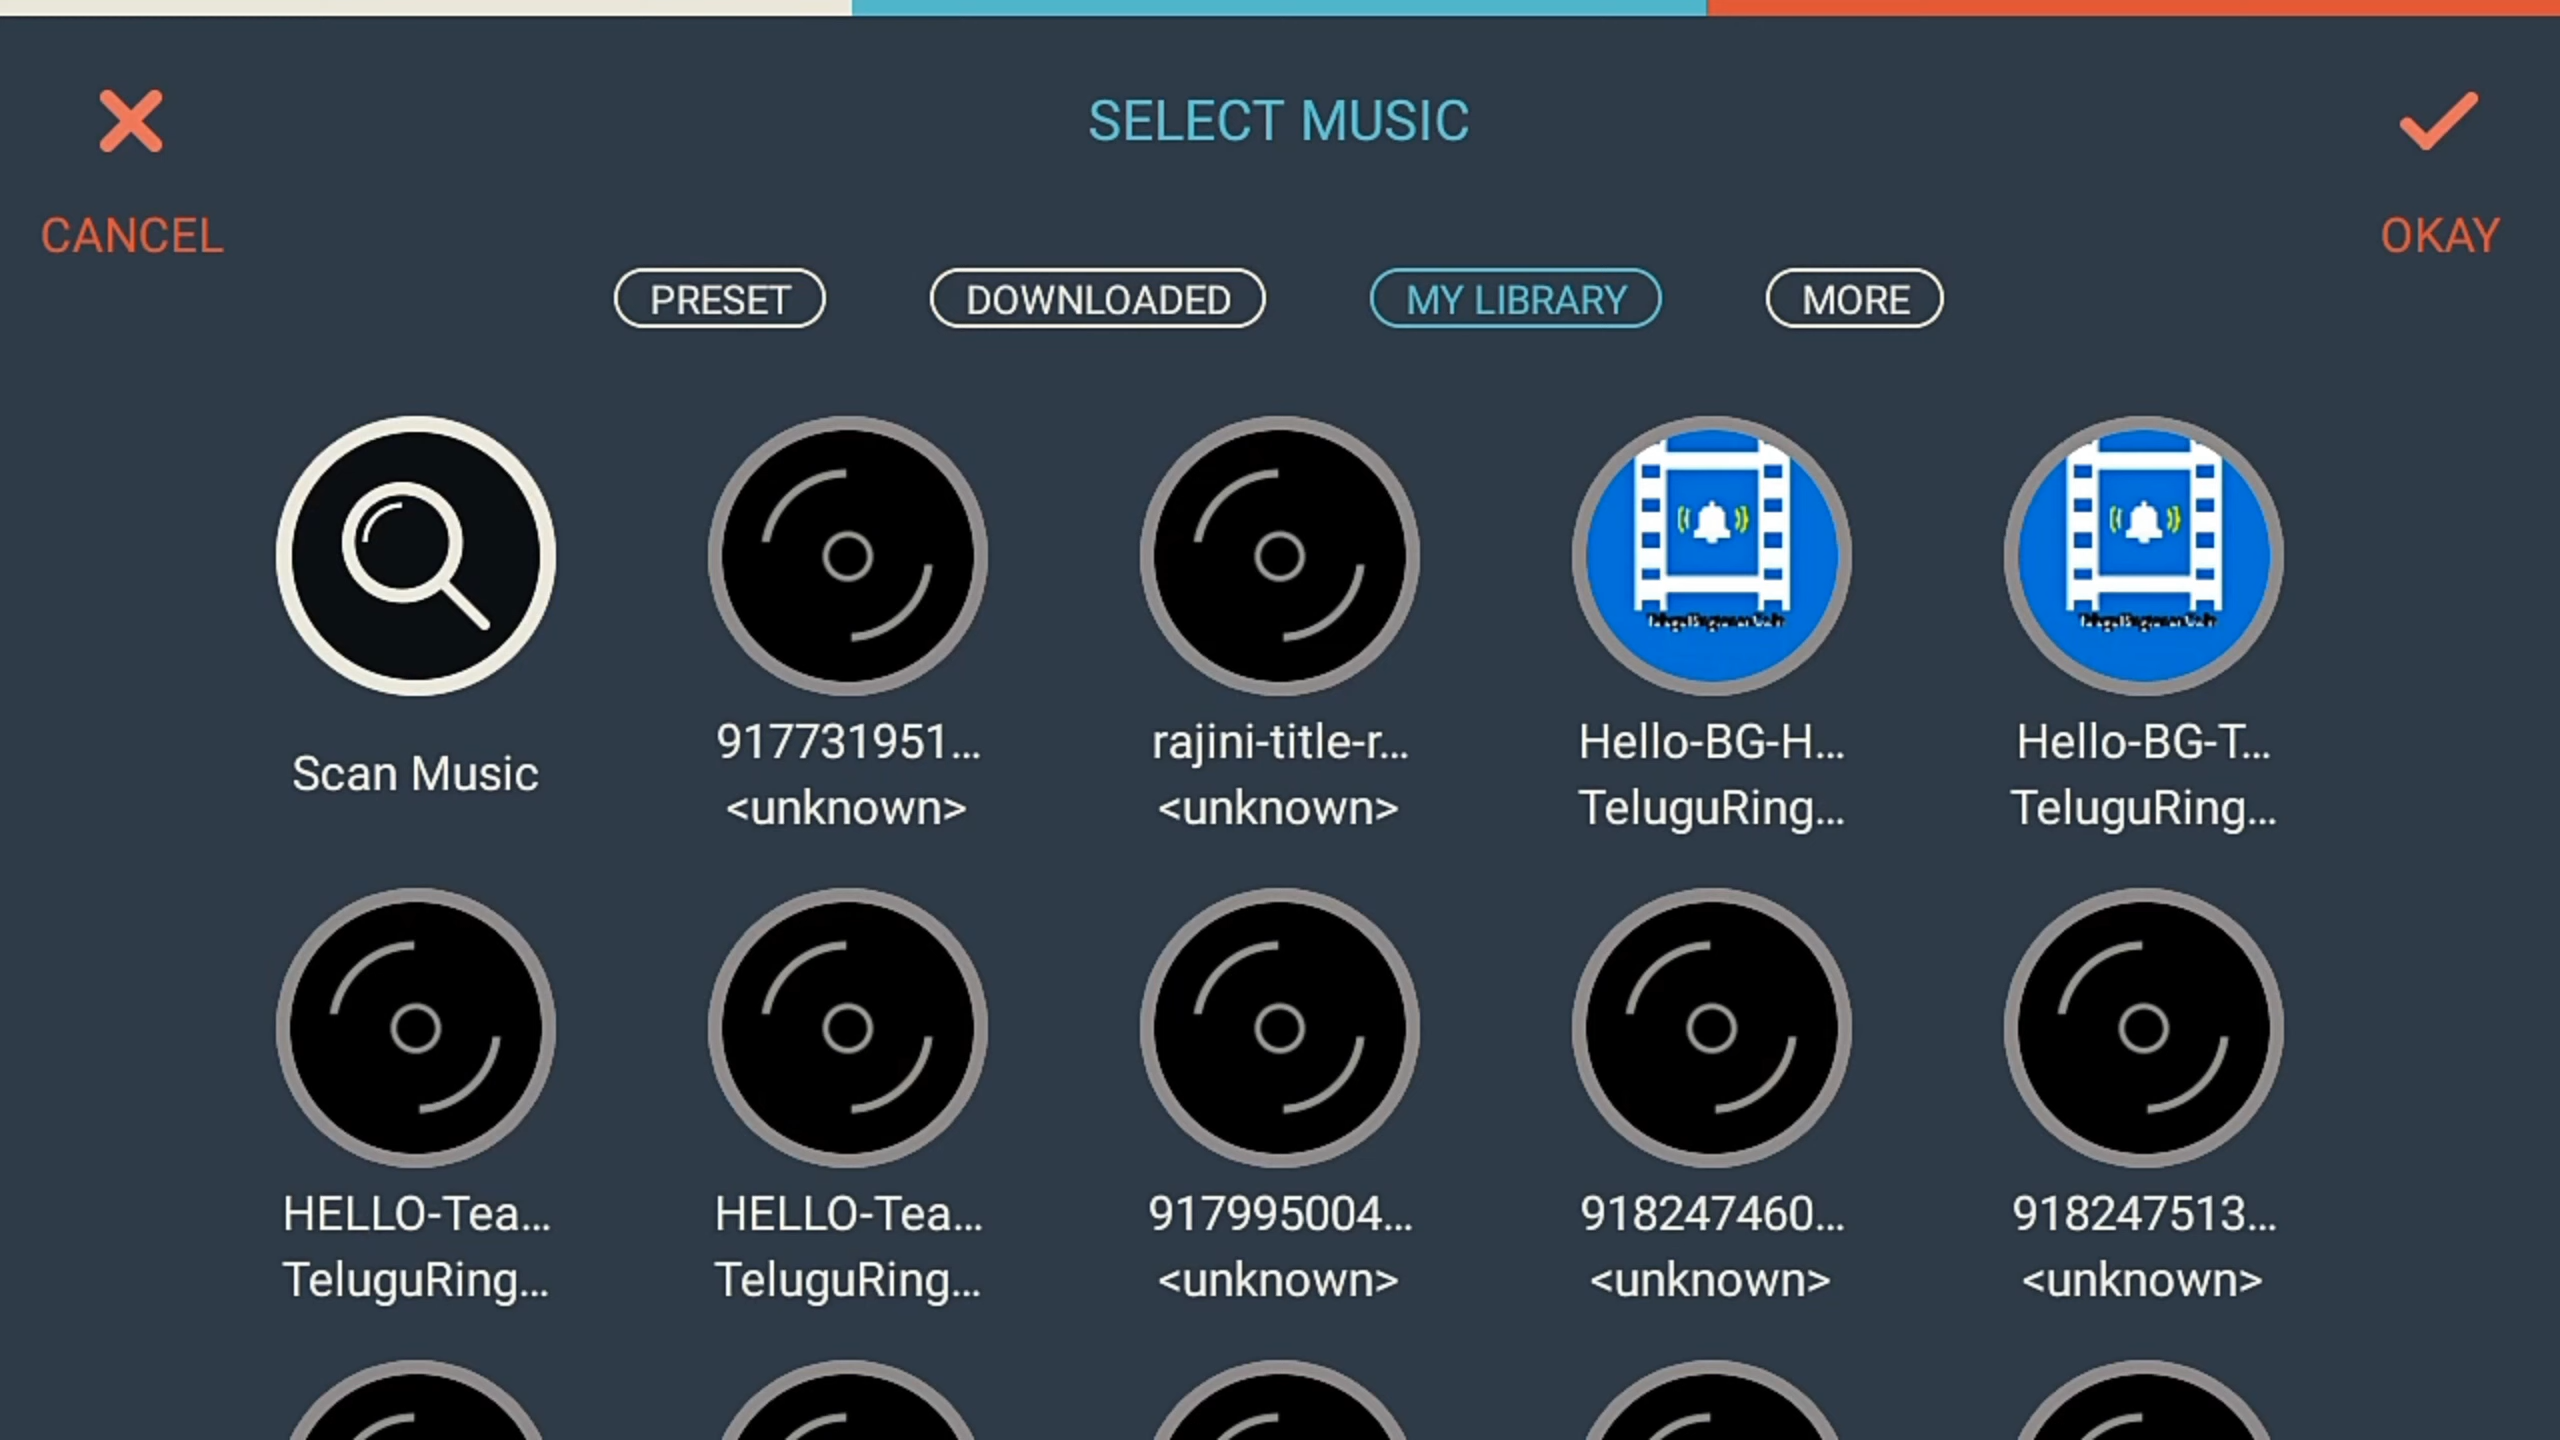 SELECT MUSIC
CANCEL
OKAY
PRESET
DOWNLOADED
MY LIBRARY
MORE
Scan Music
917731951...
<unknown>
rajini-title-r...
<unknown>
Hello-BG-H...
TeluguRing...
Hello-BG-T...
TeluguRing...
HELLO-Tea...
TeluguRing...
HELLO-Tea...
TeluguRing...
917995004...
<unknown>
918247460...
<unknown>
918247513...
<unknown>